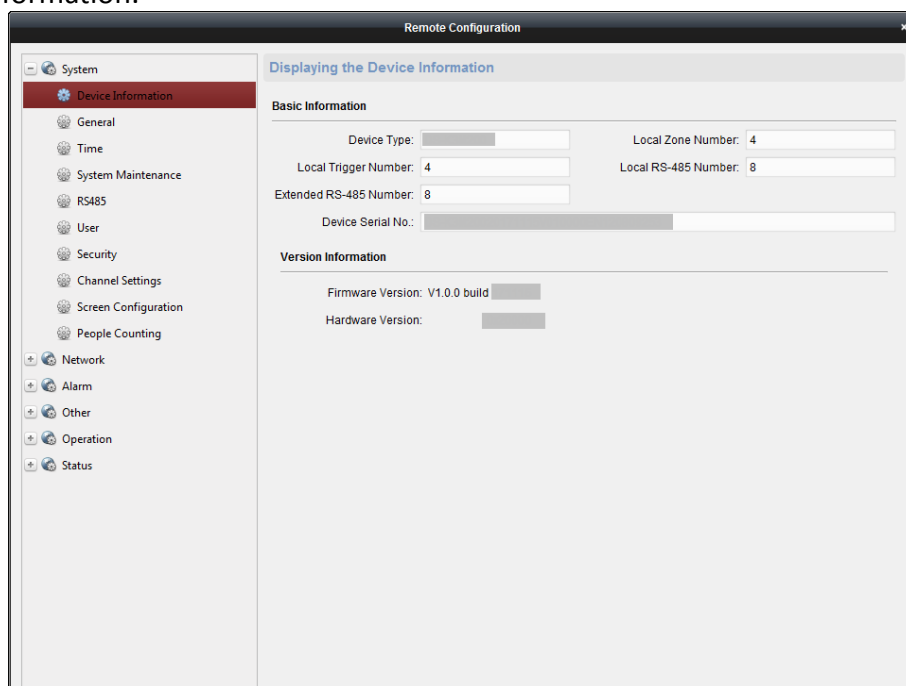 formation.
Remote Configuration
System
Device Information
General
Time
System Maintenance
RS485
User
Security
Channel Settings
Screen Configuration
People Counting
Network
Alarm
Other
Operation
Status
Displaying the Device Information
Basic Information
Device Type: Local Zone Number: 4
Local Trigger Number: 4 Local RS-485 Number: 8
Extended RS-485 Number: 8
Device Serial No.:
Version Information
Firmware Version: V1.0.0 build
Hardware Version: